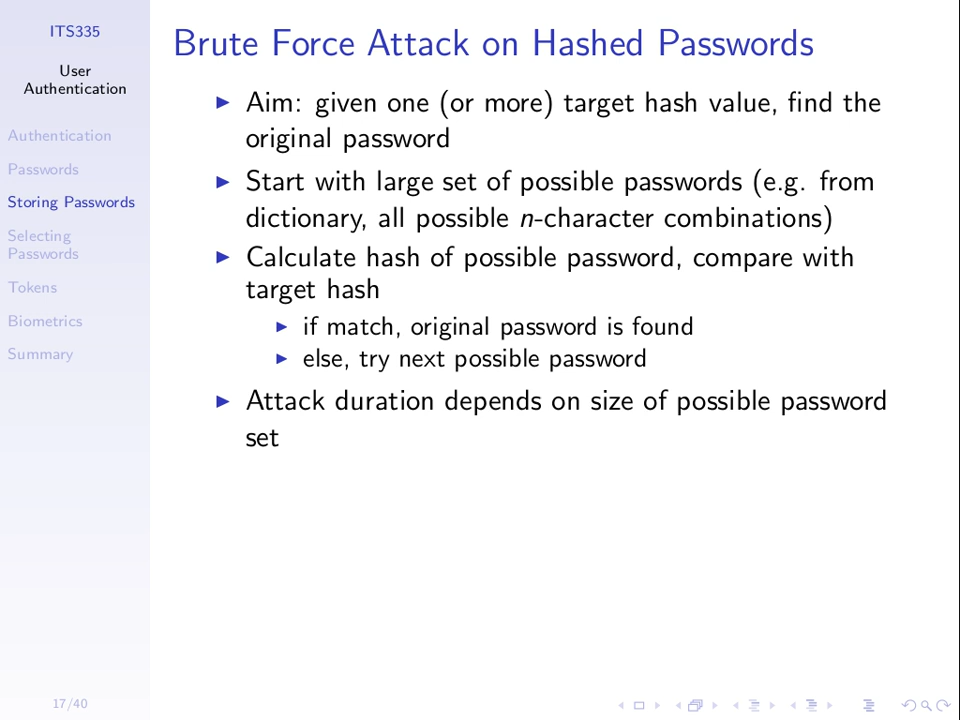 ITS335
User
Authentication
Authentication
Passwords
Storing Passwords
Selecting
Passwords
Tokens
Biometrics
Summary
17/40
Brute Force Attack on Hashed Passwords
Aim: given one (or more) target hash value, find the
original password
Start with large set of possible passwords (e.g. from
dictionary, all possible n-character combinations)
Calculate hash of possible password, compare with
target hash
if match, original password is found
else, try next possible password
Attack duration depends on size of possible password
set